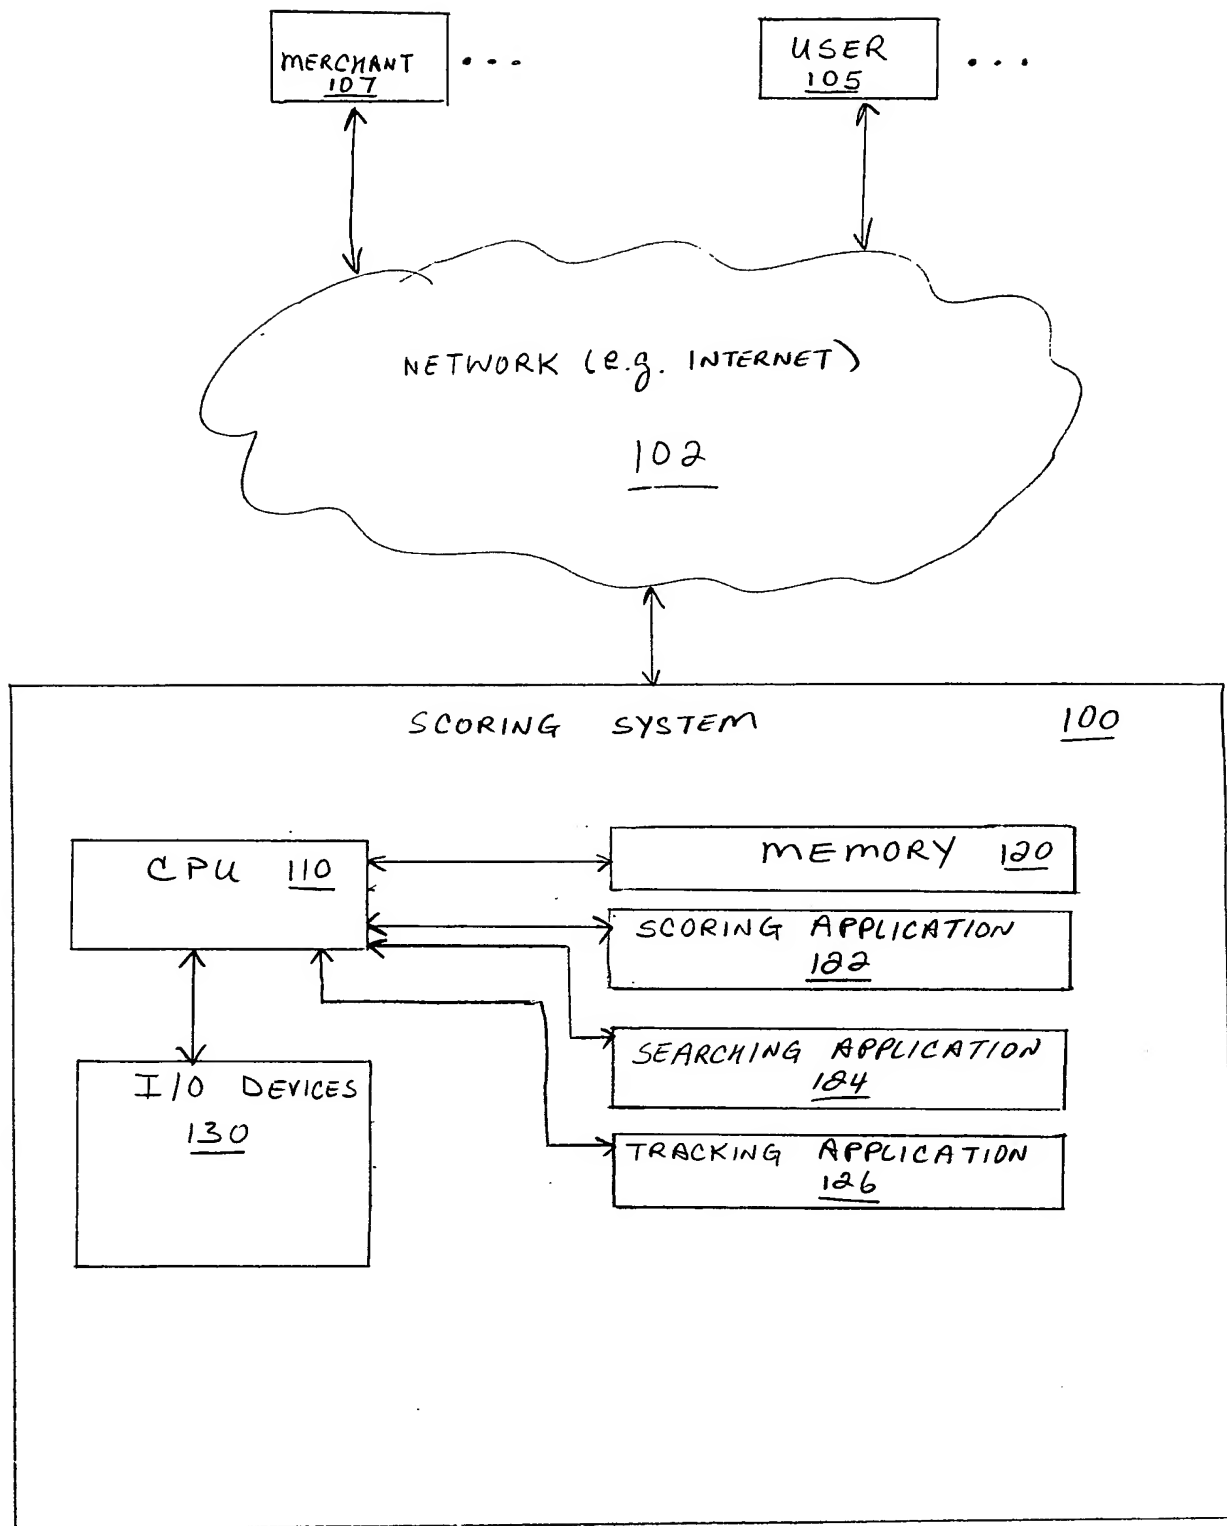 MERCHANT
107
• • •
USER
105
• • •
NETWORK (e.g. INTERNET)
102
SCORING SYSTEM
100
CPU 110
MEMORY 120
SCORING APPLICATION
122
SEARCHING APPLICATION
124
I/O DEVICES
130
TRACKING APPLICATION
126